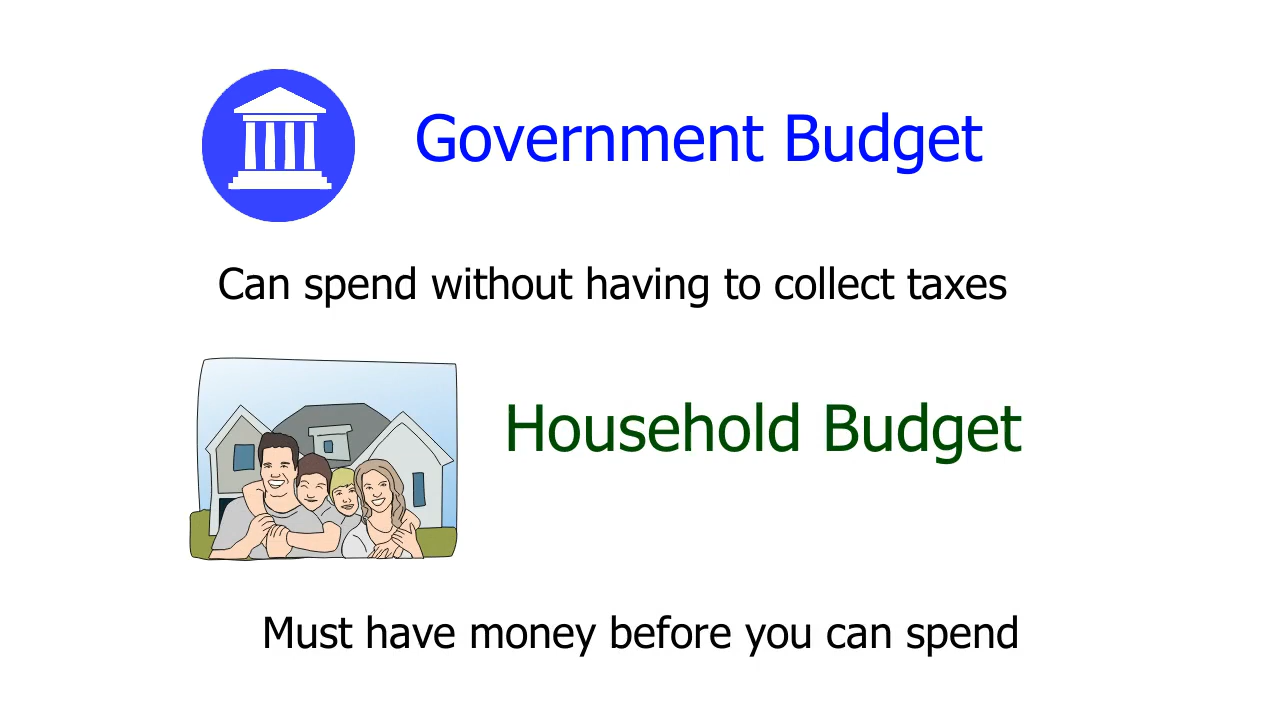 Government Budget
Can spend without having to collect taxes
Household Budget
Must have money before you can spend